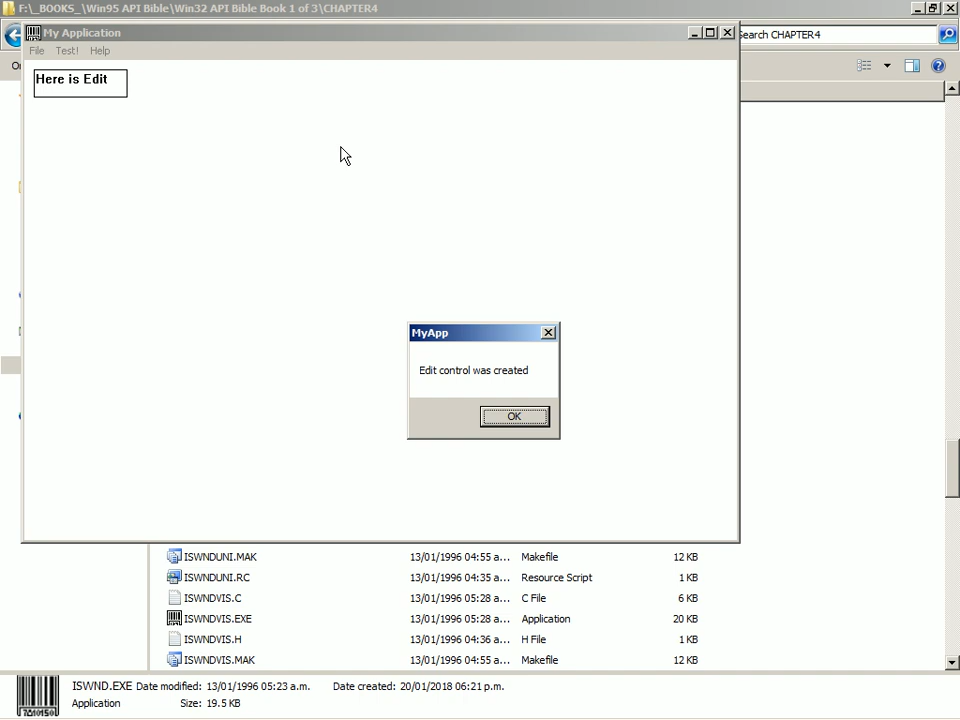 F:\_BOOKS_\Win95 API Bible\Win32 API Bible Book 1 of 3\CHAPTER4
My Application
Search CHAPTER4
File Test! Help
Here is Edit
MyApp
Edit control was created
OK
ISWNDUNI.MAK 13/01/1996 04:55 a... Makefile 12 KB
ISWNDUNI.RC 13/01/1996 04:35 a... Resource Script 1 KB
ISWNDVIS.C 13/01/1996 05:28 a... C File 6 KB
ISWNDVIS.EXE 13/01/1996 05:28 a... Application 20 KB
ISWNDVIS.H 13/01/1996 04:36 a... H File 1 KB
ISWNDVIS.MAK 13/01/1996 04:55 a... Makefile 12 KB
ISWND.EXE Date modified: 13/01/1996 05:23 a.m. Date created: 20/01/2018 06:21 p.m.
Application Size: 19.5 KB